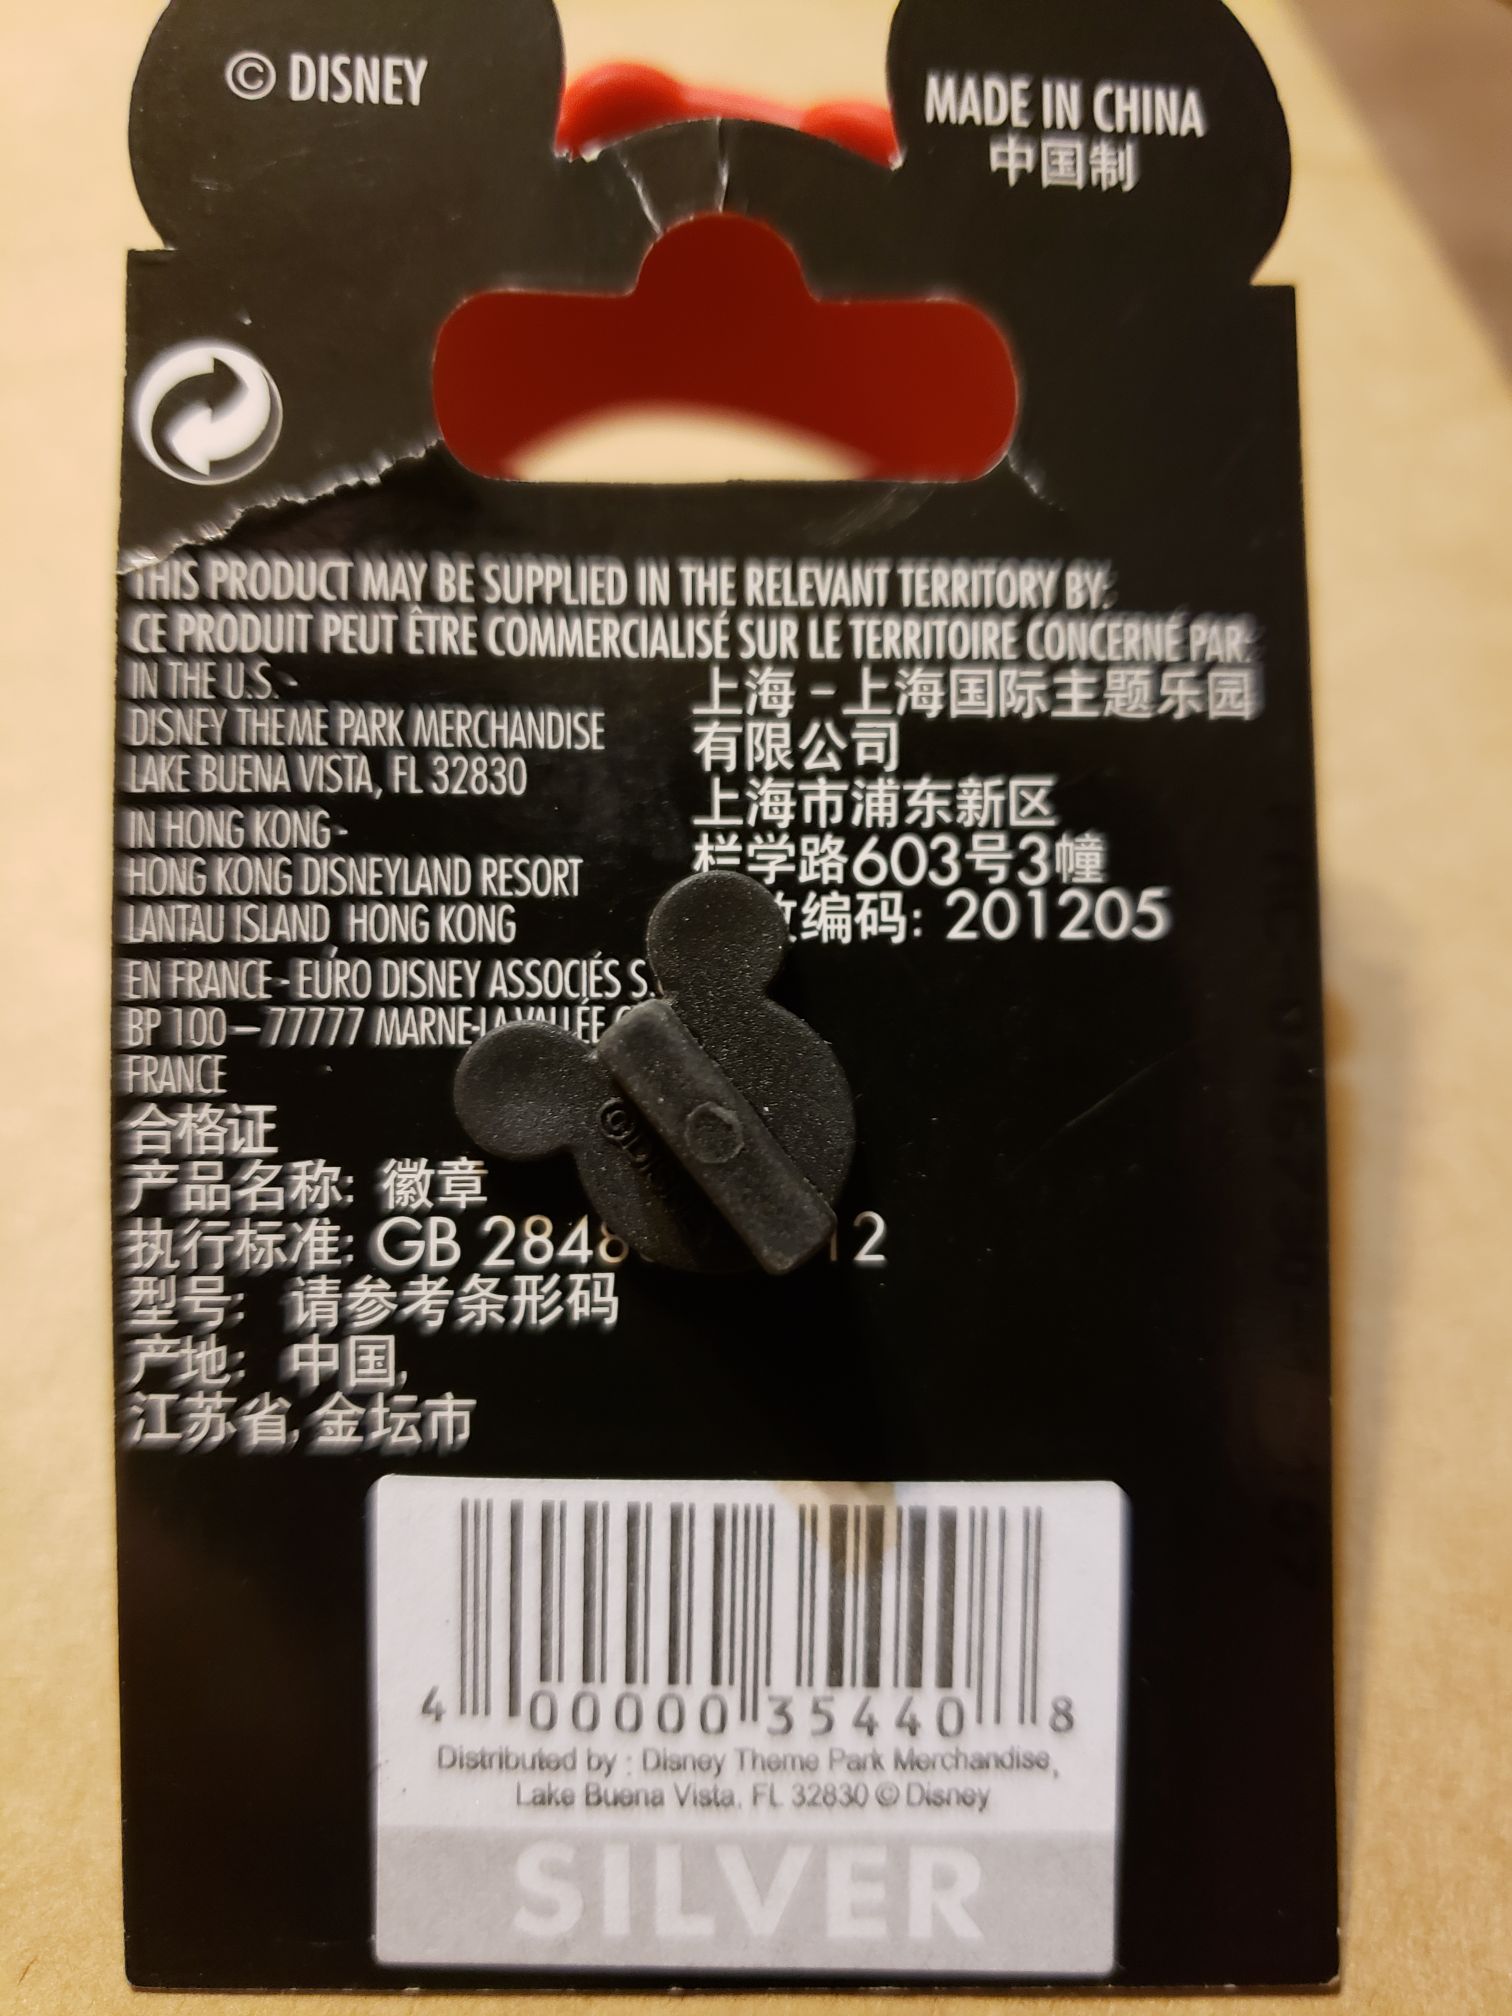 © DISNEY
MADE IN CHINA
中国制
THIS PRODUCT MAY BE SUPPLIED IN THE RELEVANT TERRITORY BY:
CE PRODUIT PEUT ÊTRE COMMERCIALISÉ SUR LE TERRITOIRE CONCERNÉ PAR:
IN THE U.S.-
DISNEY THEME PARK MERCHANDISE
LAKE BUENA VISTA, FL 32830
IN HONG KONG-
HONG KONG DISNEYLAND RESORT
LANTAU ISLAND, HONG KONG
EN FRANCE - EURO DISNEY ASSOCIÉS S.
BP 100–77777 MARNE-LA VALLÉE
FRANCE
上海 - 上海国际主题乐园
有限公司
上海市浦东新区
栏学路603号3幢
编码: 201205
合格证
产品名称: 徽章
执行标准: GB 2848 12
型号: 请参考条形码
产地: 中国,
江苏省, 金坛市
©DIS
4 00000 35440 8
Distributed by : Disney Theme Park Merchandise,
Lake Buena Vista, FL 32830 © Disney
SILVER